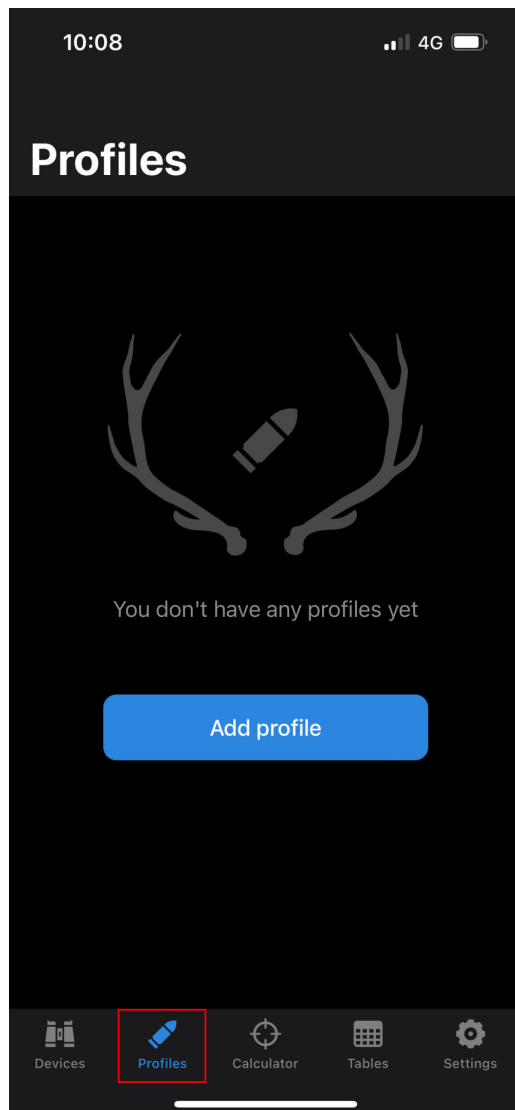 10:08 4G
Profiles
You don't have any profiles yet
Add profile
Devices Profiles Calculator Tables Settings